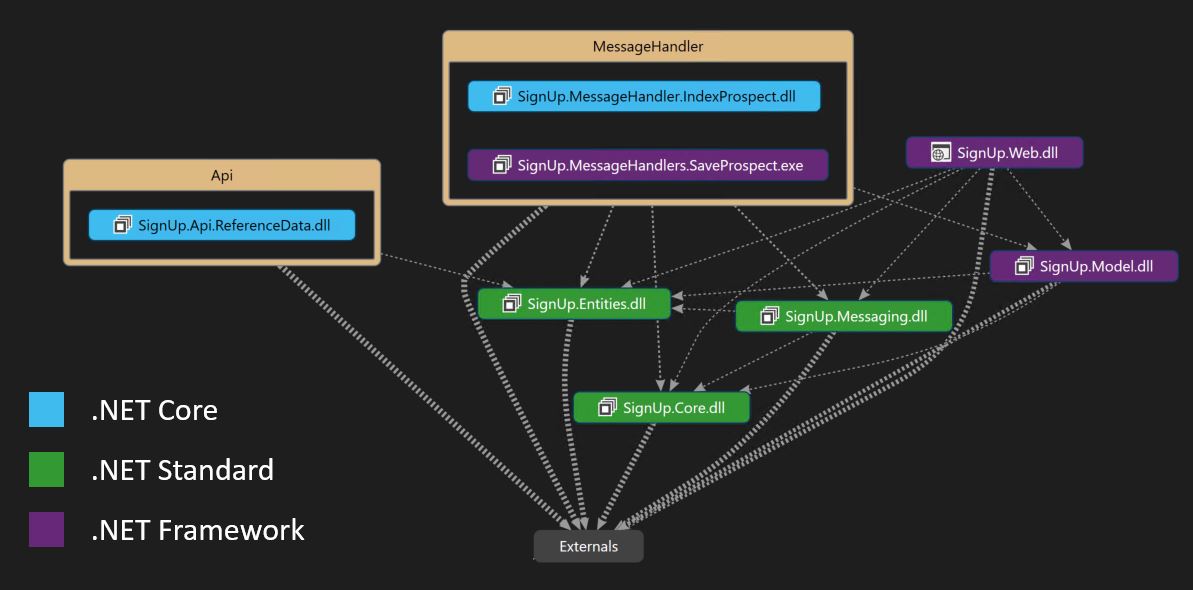 MessageHandler
SignUp.MessageHandler.IndexProspect.dll
SignUp.MessageHandlers.SaveProspect.exe
SignUp.Web.dll
Api
SignUp.Api.ReferenceData.dll
SignUp.Model.dll
SignUp.Entities.dll
SignUp.Messaging.dll
SignUp.Core.dll
.NET Core
.NET Standard
.NET Framework
Externals